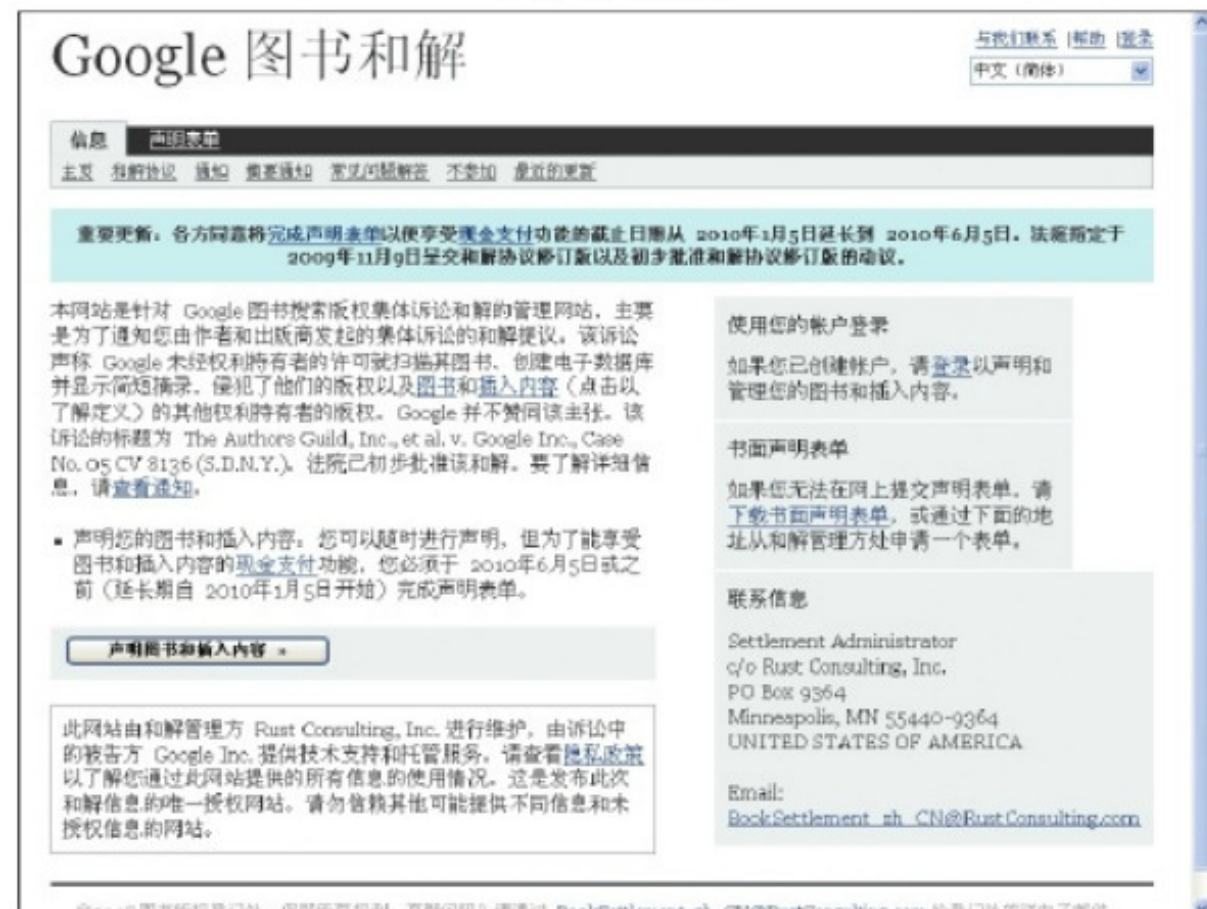 Google 图书和解
与我们联系 |帮助 |登录
中文（简体）
信息 声明表单
主页 和解协议 通知 摘要通知 常见问题解答 不参加 最近的更新
重要更新：各方同意将完成声明表单以便享受现金支付功能的截止日期从 2010年1月5日延长到 2010年6月5日。法庭指定于
2009年11月9日呈交和解协议修订版以及初步批准和解协议修订版的动议。
本网站是针对 Google 图书搜索版权集体诉讼和解的管理网站，主要
是为了通知您由作者和出版商发起的集体诉讼的和解提议。该诉讼
声称 Google 未经权利持有者的许可就扫描其图书、创建电子数据库
并显示简短摘录，侵犯了他们的版权以及图书和插入内容（点击以
了解定义）的其他权利持有者的版权。Google 并不赞同该主张。该
诉讼的标题为 The Authors Guild, Inc., et al. v. Google Inc., Case
No. 05 CV 8136 (S.D.N.Y.)。法院已初步批准该和解。要了解详细信
息，请查看通知。
▪ 声明您的图书和插入内容。您可以随时进行声明，但为了能享受
图书和插入内容的现金支付功能，您必须于 2010年6月5日或之
前（延长期自 2010年1月5日开始）完成声明表单。
声明图书和插入内容 »
此网站由和解管理方 Rust Consulting, Inc. 进行维护，由诉讼中
的被告方 Google Inc. 提供技术支持和托管服务。请查看隐私政策
以了解您通过此网站提供的所有信息的使用情况。这是发布此次
和解信息的唯一授权网站。请勿信赖其他可能提供不同信息和未
授权信息的网站。
使用您的帐户登录
如果您已创建帐户，请登录以声明和
管理您的图书和插入内容。
书面声明表单
如果您无法在网上提交声明表单，请
下载书面声明表单，或通过下面的地
址从和解管理方处申请一个表单。
联系信息
Settlement Administrator
c/o Rust Consulting, Inc.
PO Box 9364
Minneapolis, MN 55440-9364
UNITED STATES OF AMERICA
Email:
BookSettlement_zh_CN@RustConsulting.com